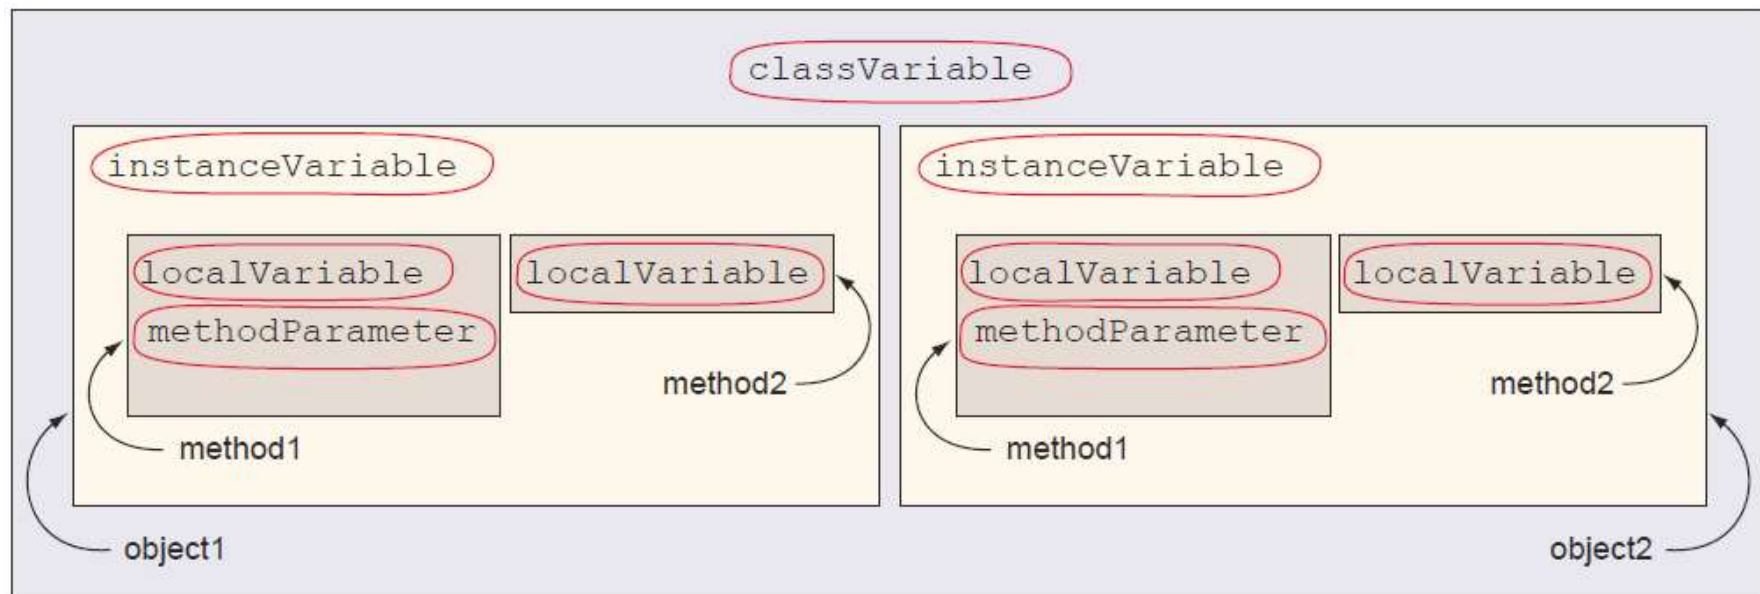 classVariable
instanceVariable
instanceVariable
localVariable
localVariable
localVariable
localVariable
methodParameter
methodParameter
method2
method2
method1
method1
object1
object2